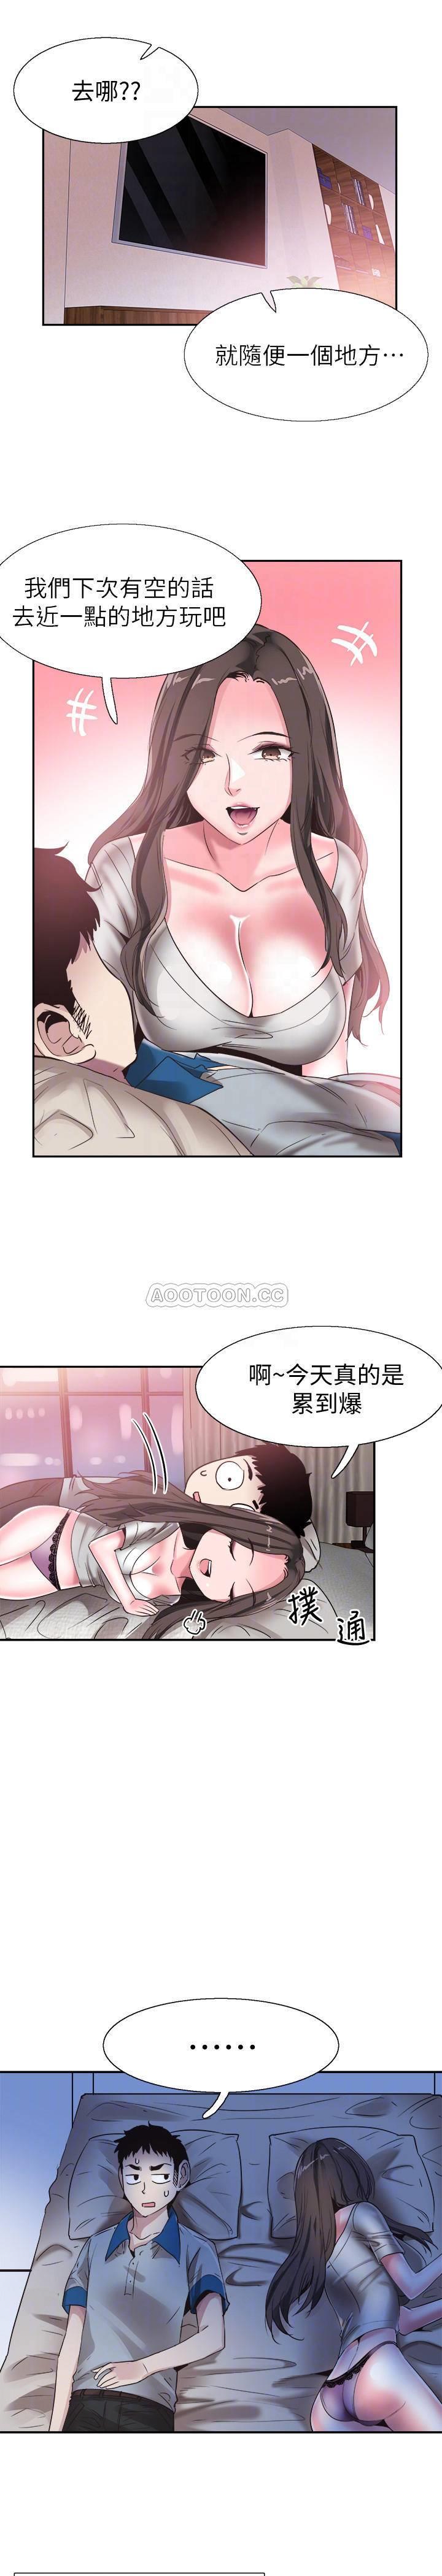 去哪??
就隨便一個地方…
我們下次有空的話
去近一點的地方玩吧
AOOTOON.CC
啊~今天真的是
累到爆
撲通
......